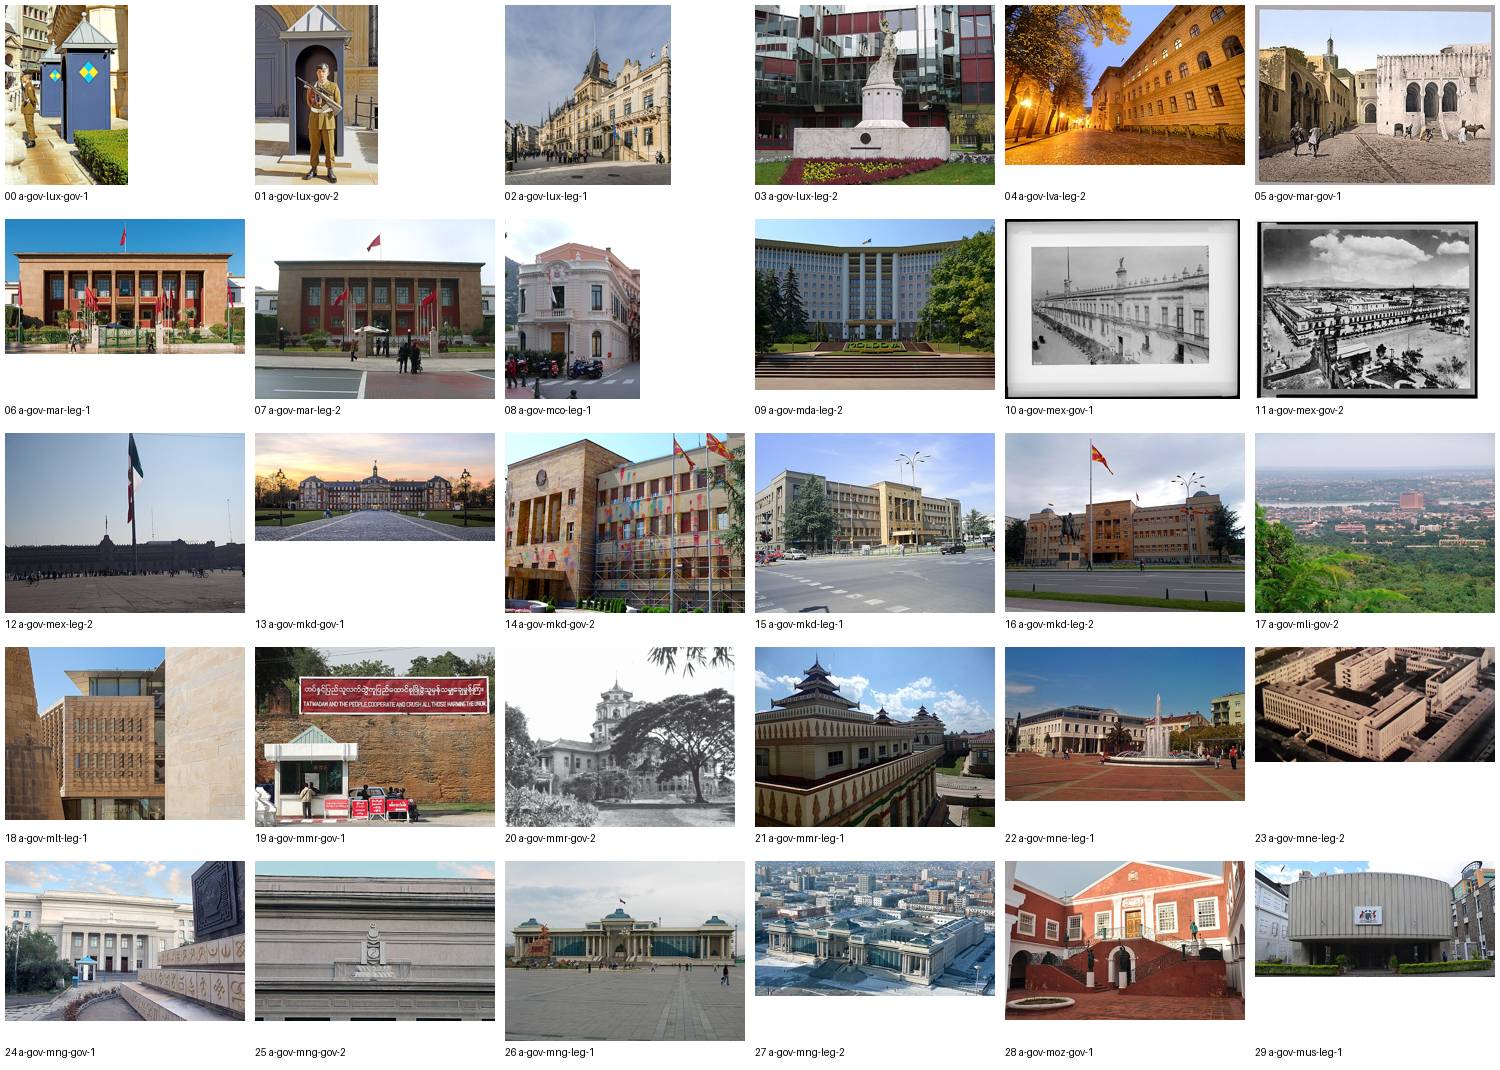 00 a-gov-lux-gov-1
01 a-gov-lux-gov-2
02 a-gov-lux-leg-1
03 a-gov-lux-leg-2
04 a-gov-lva-leg-2
05 a-gov-mar-gov-1
06 a-gov-mar-leg-1
07 a-gov-mar-leg-2
08 a-gov-mco-leg-1
MOLDOVA
09 a-gov-mda-leg-2
10 a-gov-mex-gov-1
11 a-gov-mex-gov-2
12 a-gov-mex-leg-2
13 a-gov-mkd-gov-1
14 a-gov-mkd-gov-2
15 a-gov-mkd-leg-1
16 a-gov-mkd-leg-2
17 a-gov-mli-gov-2
18 a-gov-mlt-leg-1
TATMADAW AND THE PEOPLE, COOPERATE AND CRUSH ALL THOSE HARMING THE UNION.
19 a-gov-mmr-gov-1
20 a-gov-mmr-gov-2
21 a-gov-mmr-leg-1
22 a-gov-mne-leg-1
23 a-gov-mne-leg-2
24 a-gov-mng-gov-1
25 a-gov-mng-gov-2
26 a-gov-mng-leg-1
27 a-gov-mng-leg-2
28 a-gov-moz-gov-1
29 a-gov-mus-leg-1